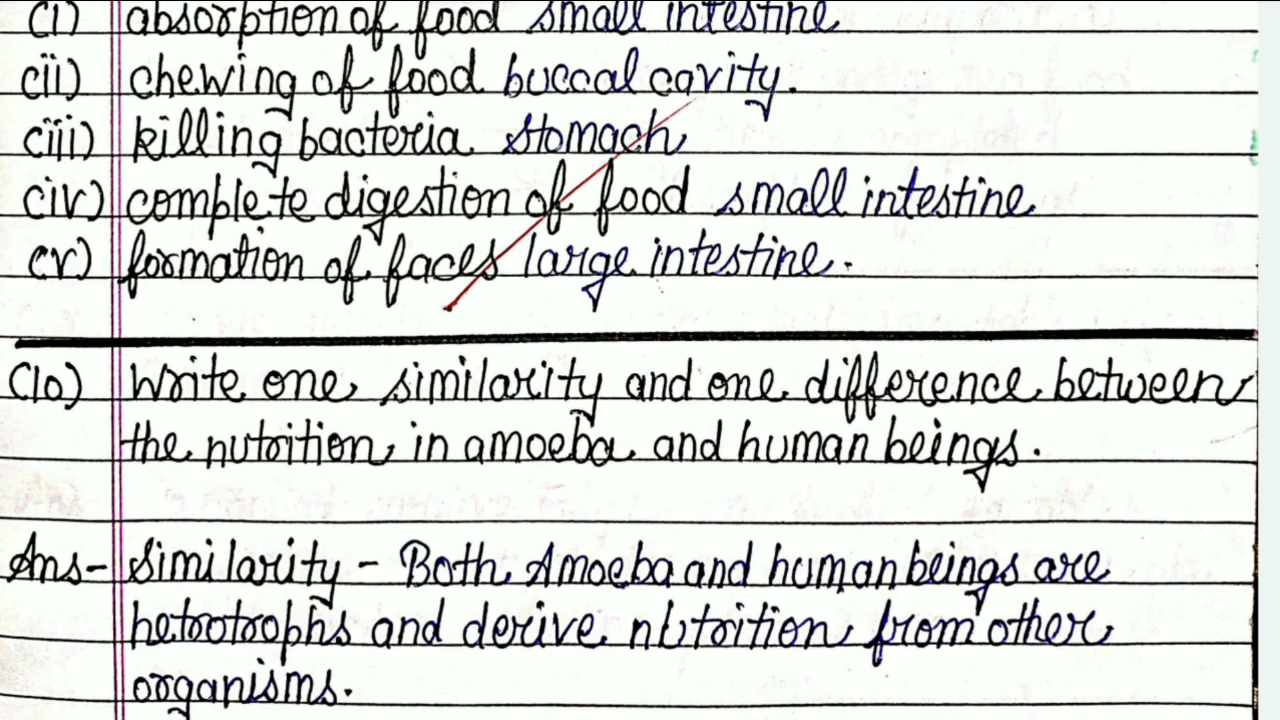 (i) absorption of food small intestine
(ii) chewing of food buccal cavity.
(iii) killing bacteria stomach
(iv) complete digestion of food small intestine
(v) formation of faces large intestine.
(10) Write one similarity and one difference between
the nutrition in amoeba and human beings.
Ans- Similarity - Both Amoeba and human beings are
hetrotrophs and derive nutrition from other
organisms.